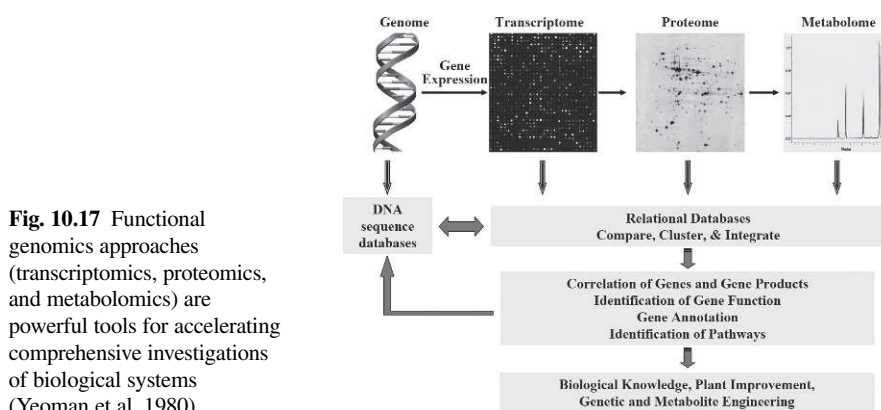 Genome
Transcriptome
Proteome
Metabolome
Gene
Expression
DNA
sequence
databases
Relational Databases
Compare, Cluster, & Integrate
Correlation of Genes and Gene Products
Identification of Gene Function
Gene Annotation
Identification of Pathways
Biological Knowledge, Plant Improvement,
Genetic and Metabolite Engineering
Fig. 10.17 Functional
genomics approaches
(transcriptomics, proteomics,
and metabolomics) are
powerful tools for accelerating
comprehensive investigations
of biological systems
(Yeoman et al. 1980)